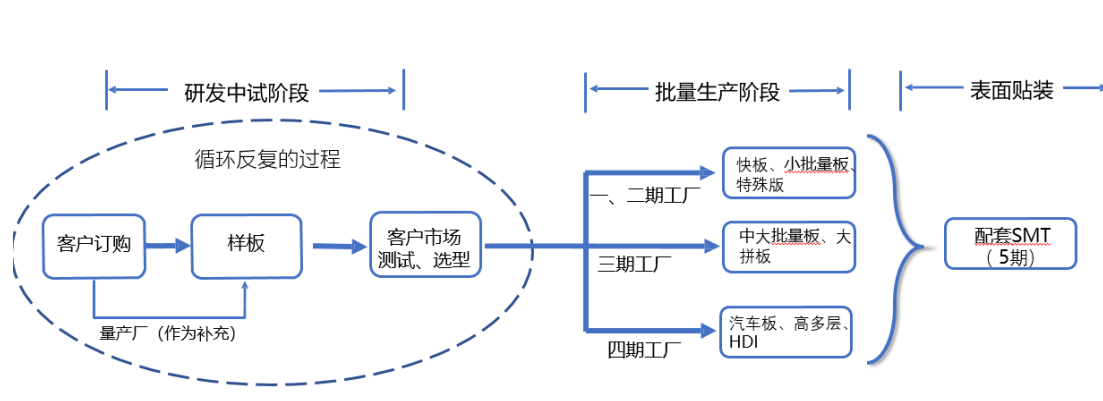 研发中试阶段
批量生产阶段
表面贴装
循环反复的过程
客户订购
样板
客户市场
测试、选型
量产厂（作为补充）
一、二期工厂
快板、小批量板、
特殊版
三期工厂
中大批量板、大
拼板
四期工厂
汽车板、高多层、
HDI
配套SMT
（ 5期）